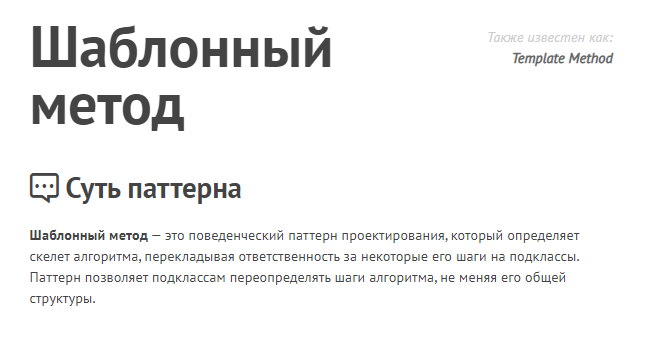 Шаблонный
метод
Также известен как:
Template Method
Суть паттерна
Шаблонный метод — это поведенческий паттерн проектирования, который определяет
скелет алгоритма, перекладывая ответственность за некоторые его шаги на подклассы.
Паттерн позволяет подклассам переопределять шаги алгоритма, не меняя его общей
структуры.